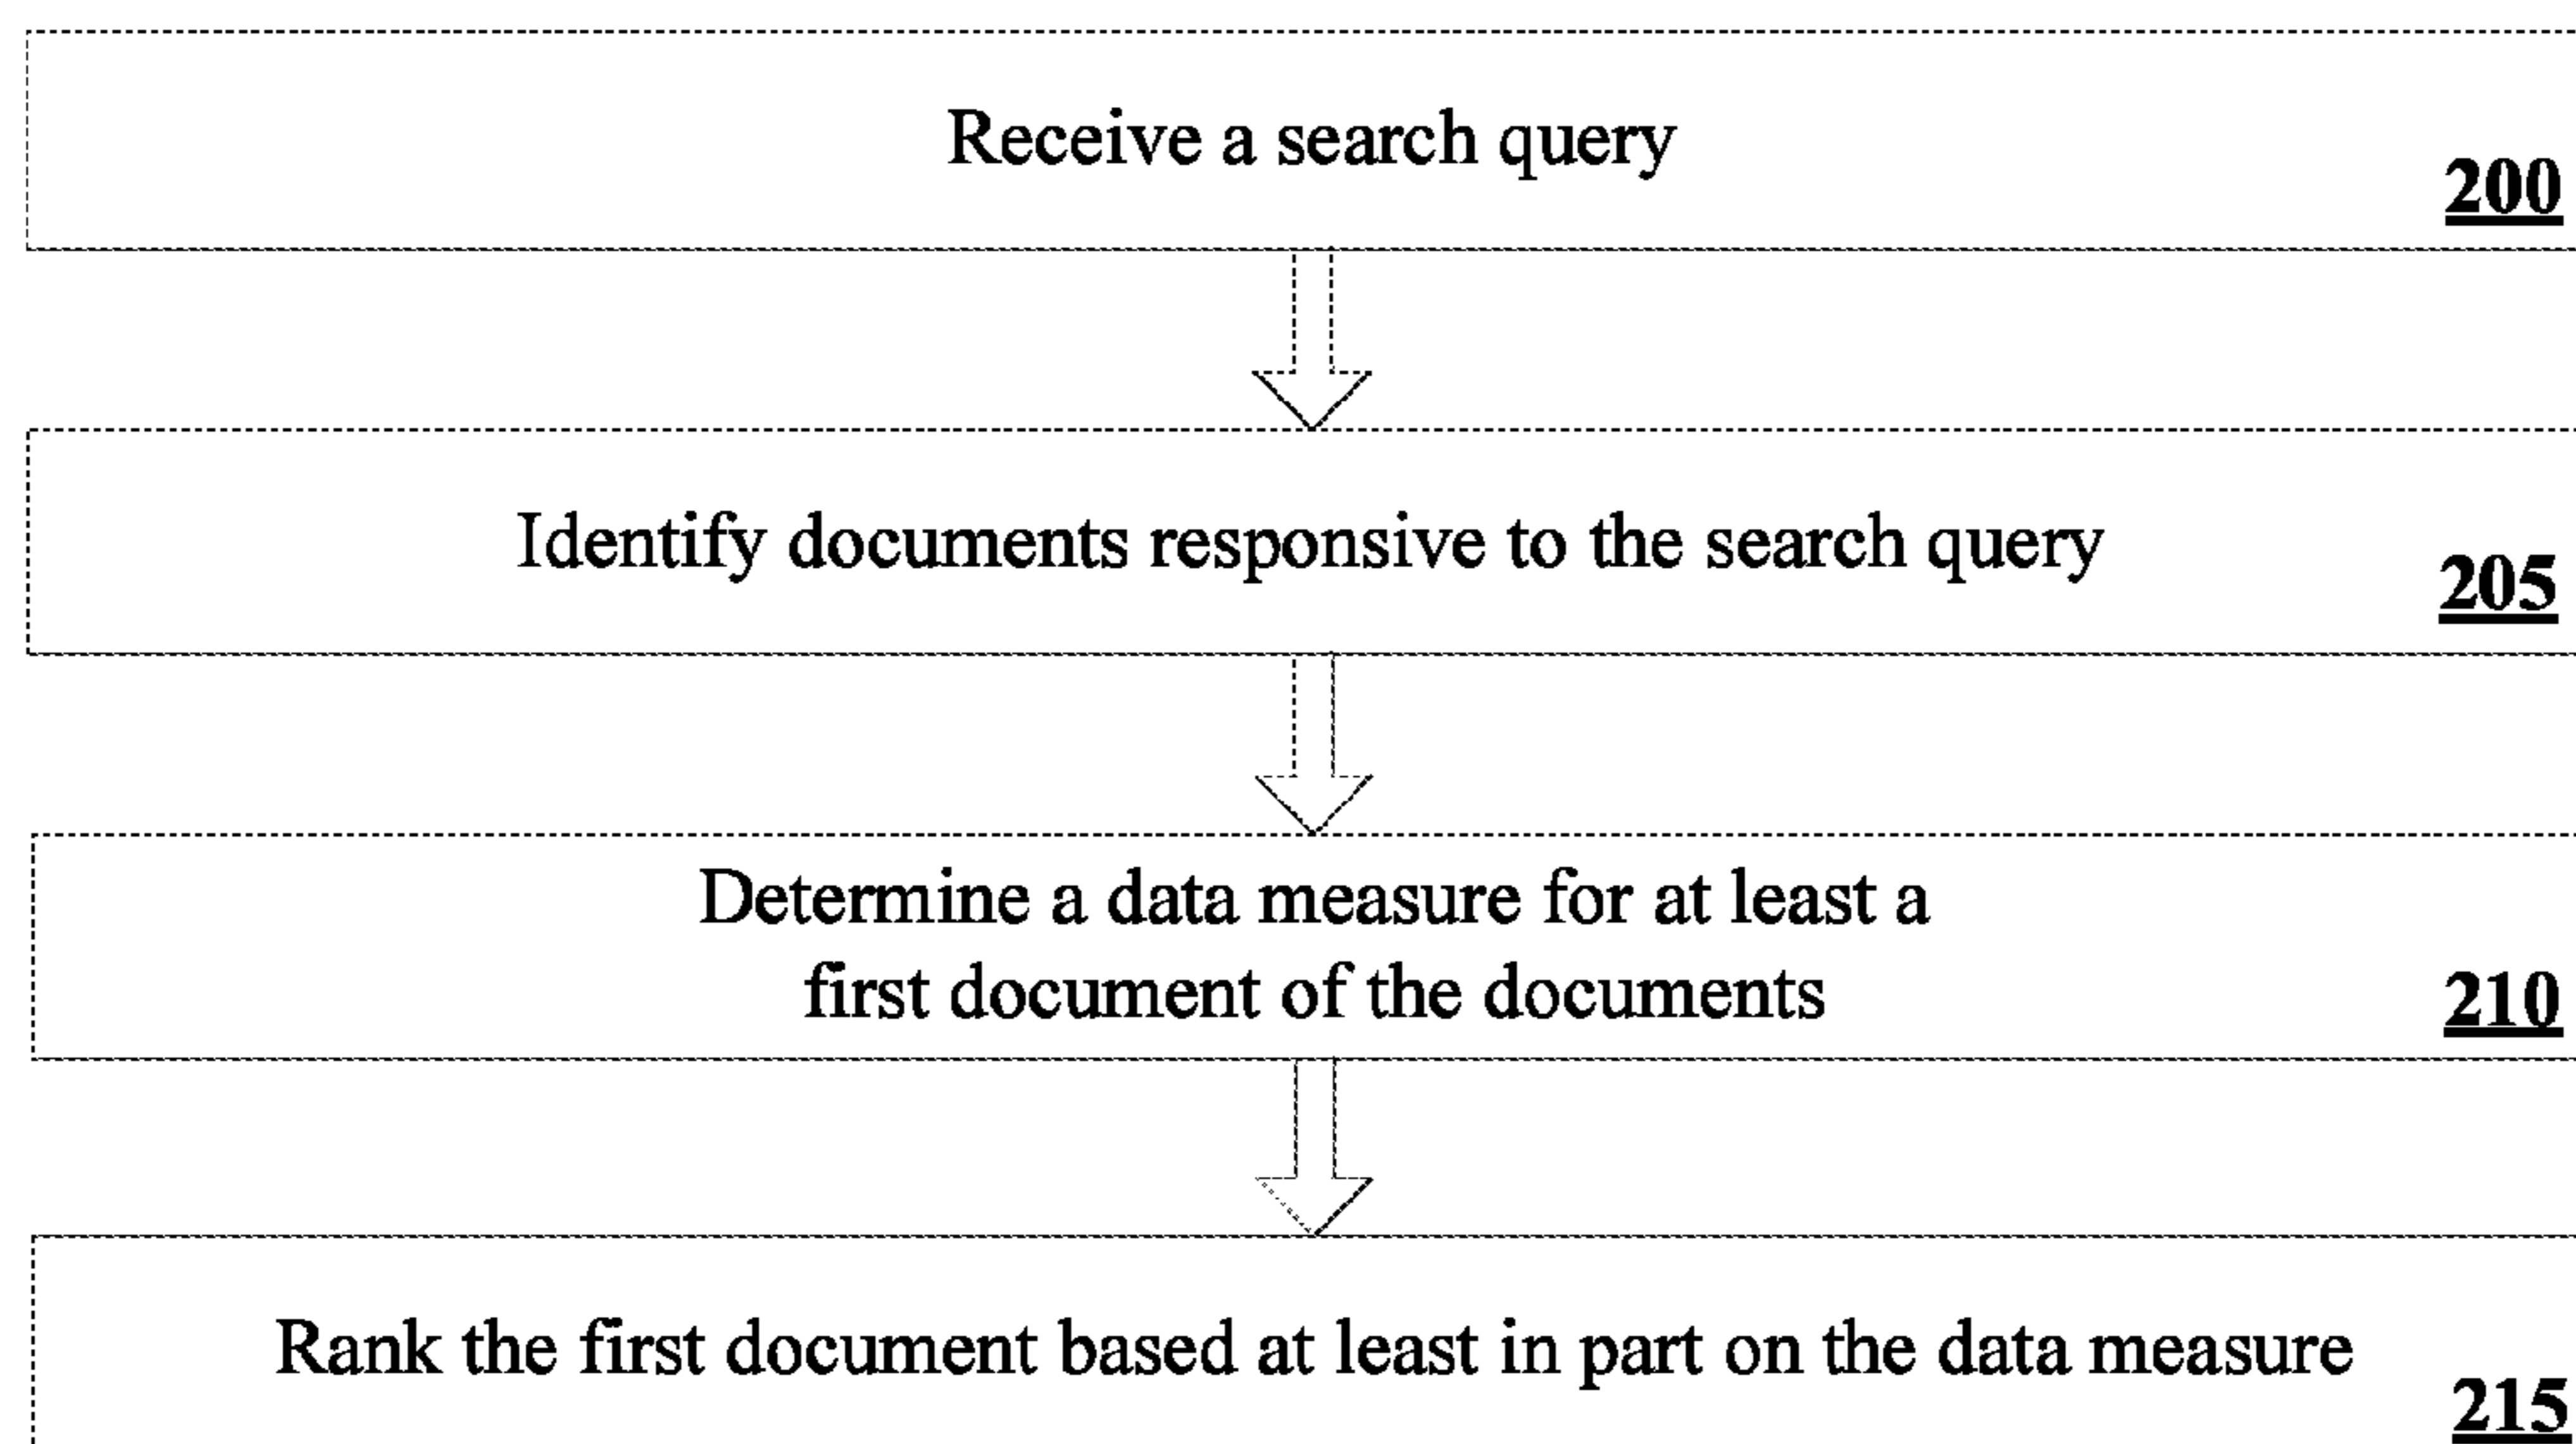 Receive a search query
200
Identify documents responsive to the search query
205
Determine a data measure for at least a
first document of the documents
210
Rank the first document based at least in part on the data measure
215